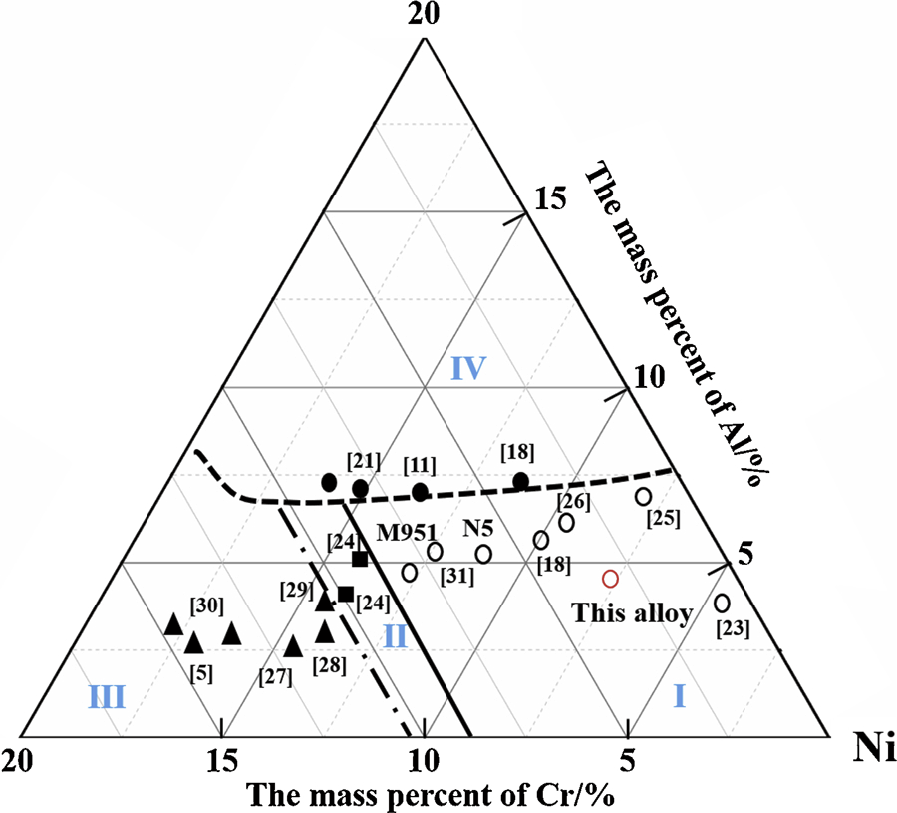 20
15
The mass percent of Al/%
IV
10
[21]
[11]
[18]
[26]
[25]
M951
N5
[24]
[31]
[18]
5
[29]
[24]
This alloy
[23]
[30]
II
[5]
[27]
[28]
III
I
Ni
20
15
10
5
The mass percent of Cr/%